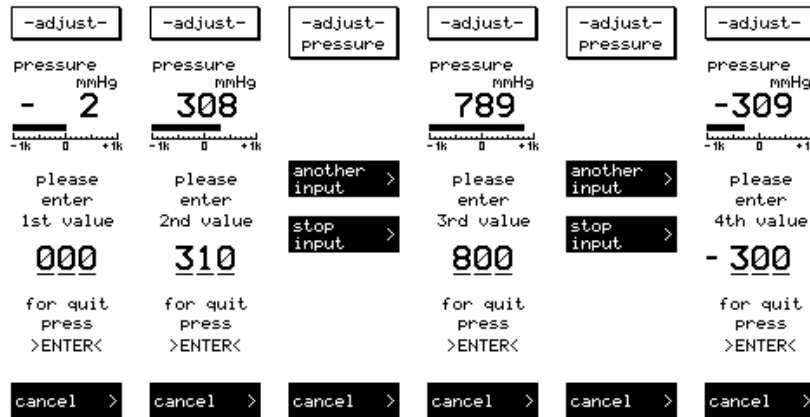 -adjust-
pressure
mmHg
- 2
-1k 0 +1k
please
enter
1st value
000
for quit
press
>ENTER<
cancel >
-adjust-
pressure
mmHg
308
-1k 0 +1k
please
enter
2nd value
310
for quit
press
>ENTER<
cancel >
-adjust-
pressure
another
input >
stop
input >
cancel >
-adjust-
pressure
mmHg
789
-1k 0 +1k
please
enter
3rd value
800
for quit
press
>ENTER<
cancel >
-adjust-
pressure
another
input >
stop
input >
cancel >
-adjust-
pressure
mmHg
-309
-1k 0 +1k
please
enter
4th value
- 300
for quit
press
>ENTER<
cancel >